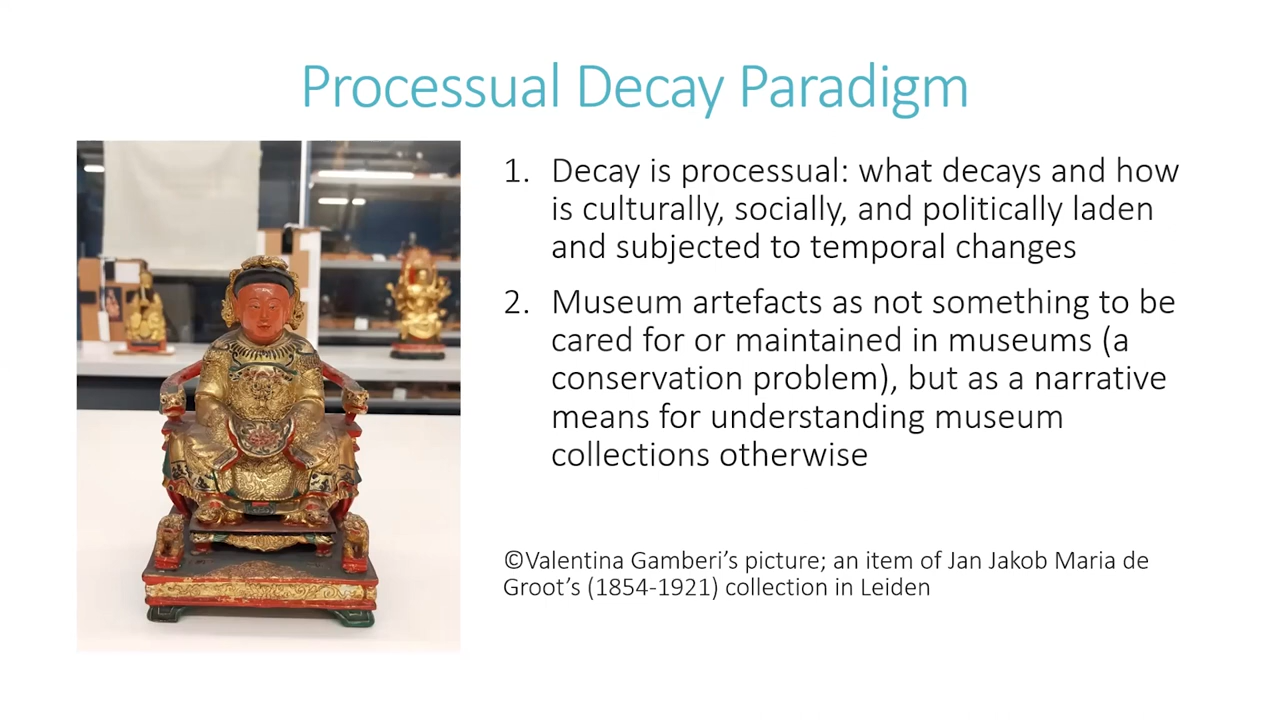 Processual Decay Paradigm
1. Decay is processual: what decays and how
is culturally, socially, and politically laden
and subjected to temporal changes
2. Museum artefacts as not something to be
cared for or maintained in museums (a
conservation problem), but as a narrative
means for understanding museum
collections otherwise
©Valentina Gamberi’s picture; an item of Jan Jakob Maria de
Groot’s (1854-1921) collection in Leiden